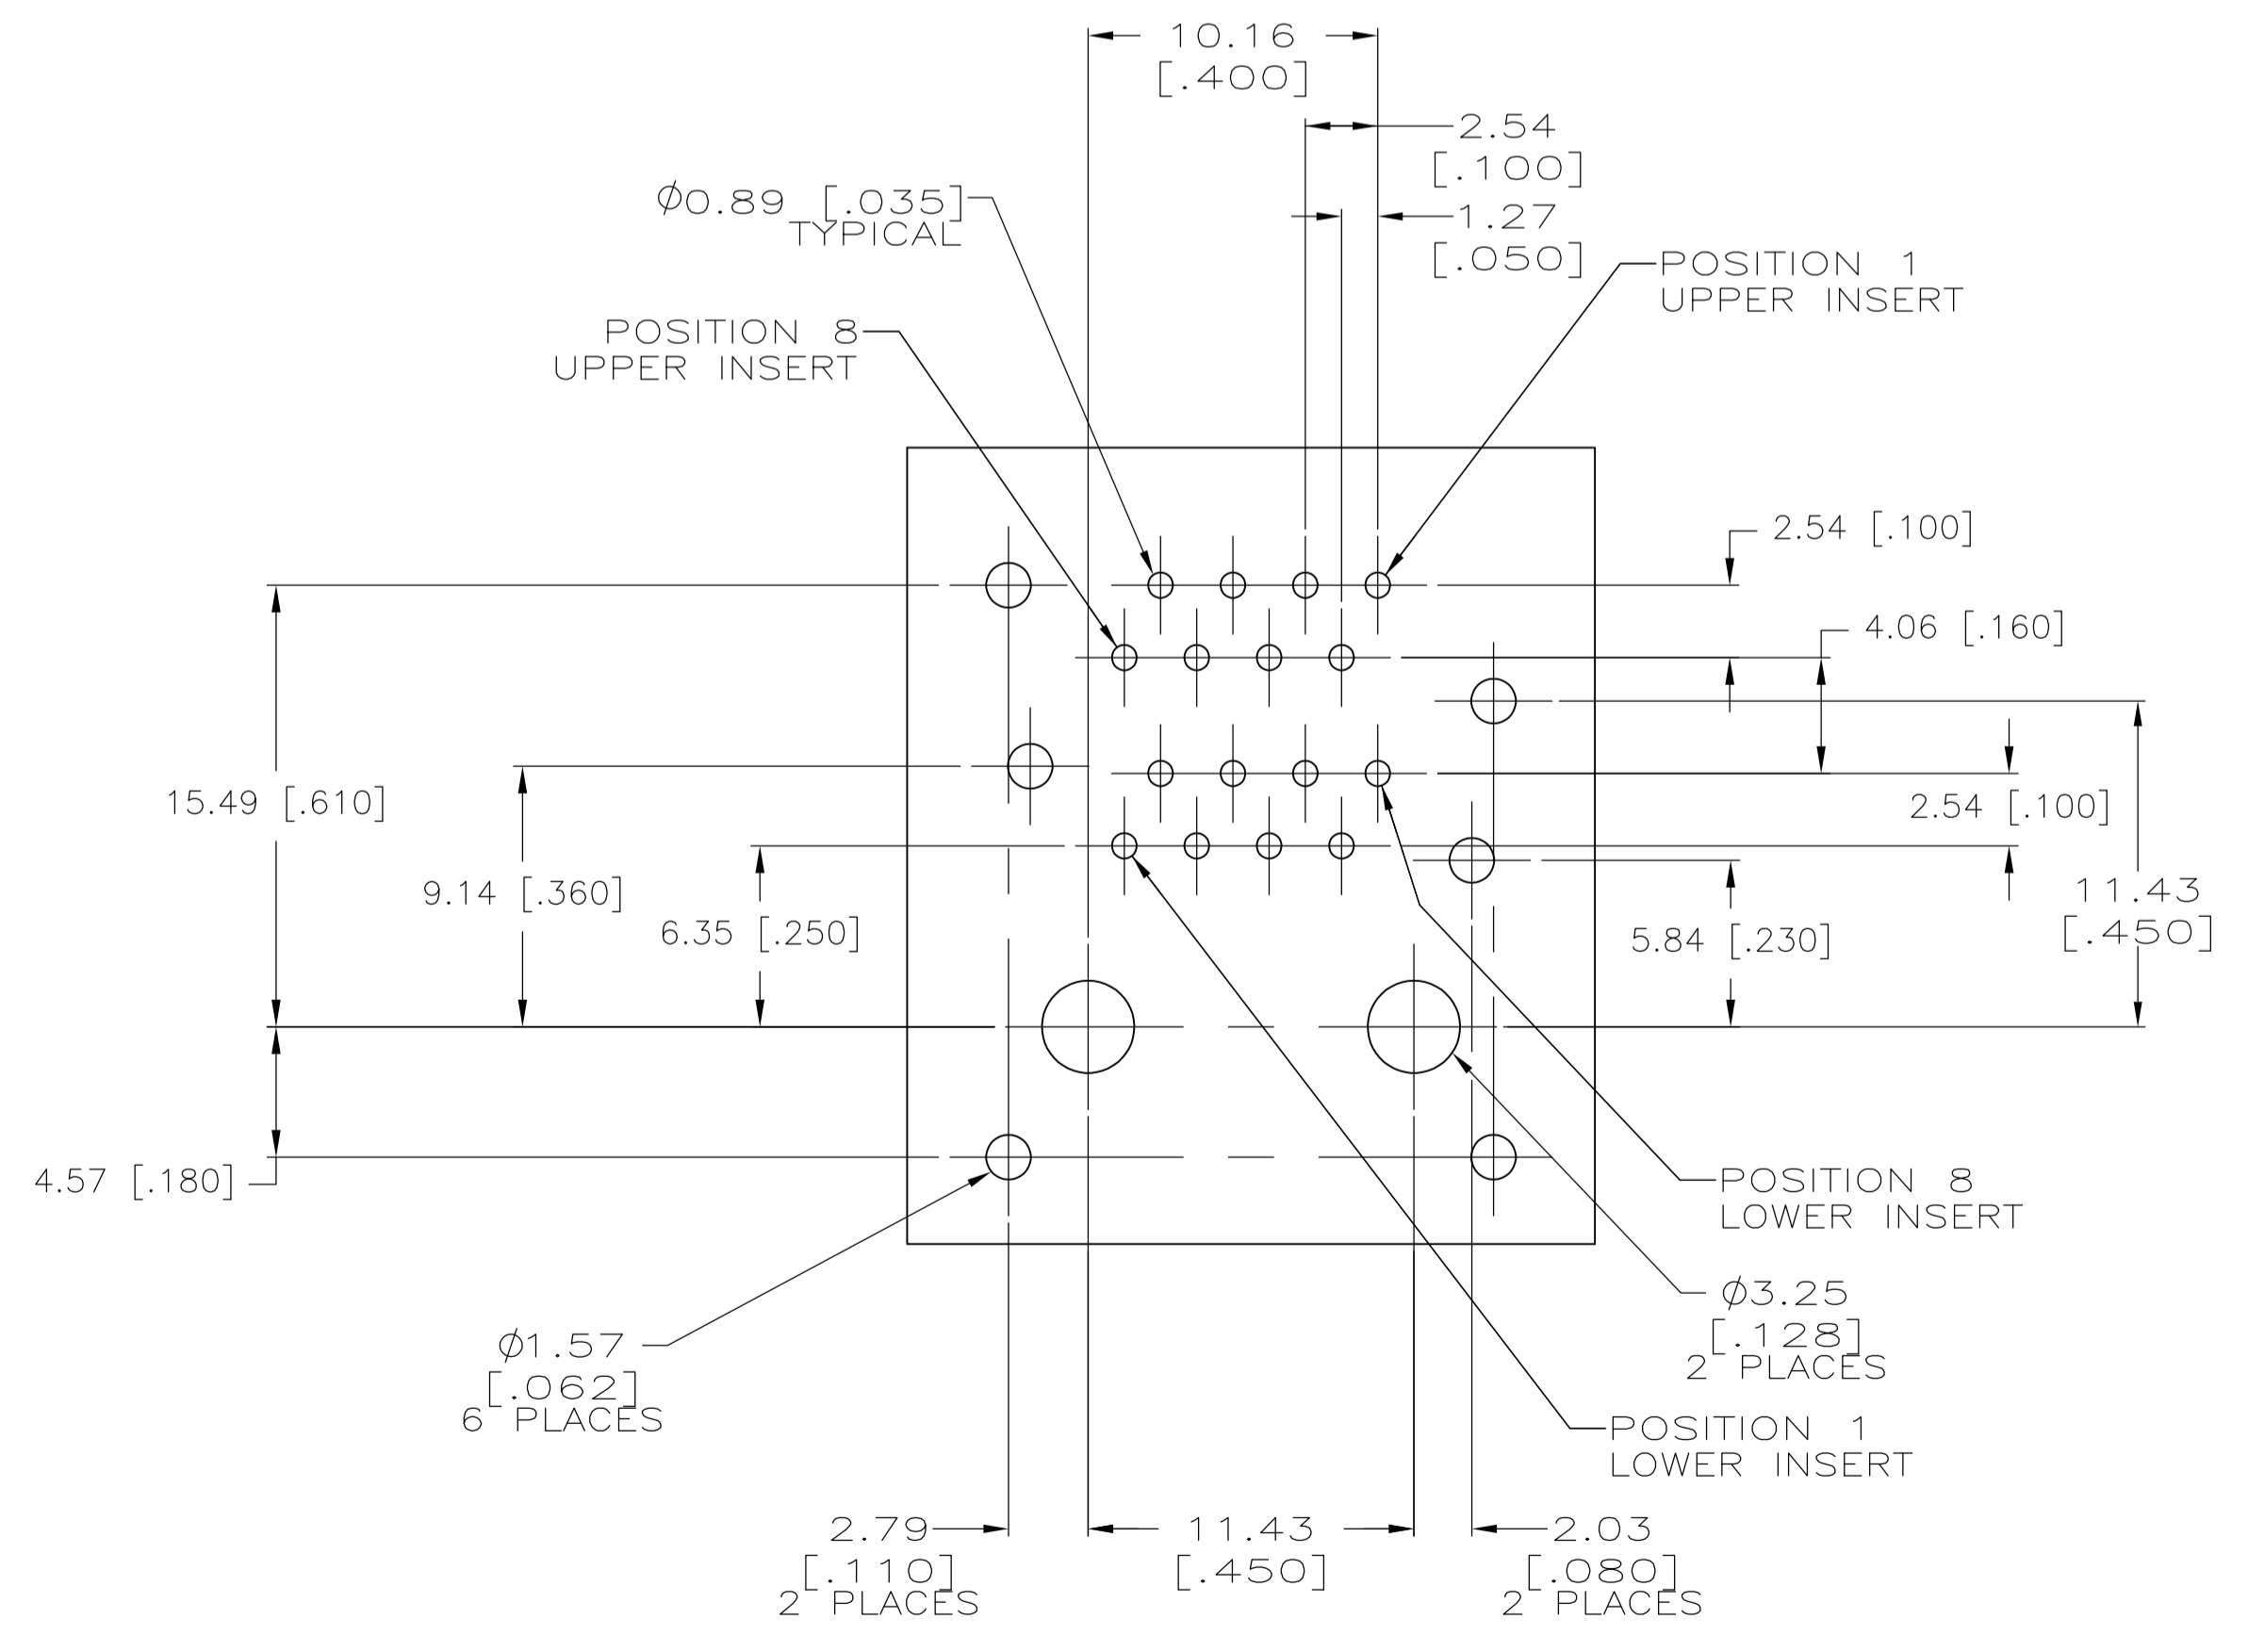 10.16
[.400]
2.54
[.100]
1.27
[.050]
Ø0.89 [.035]
TYPICAL
POSITION 1
UPPER INSERT
POSITION 8
UPPER INSERT
2.54 [.100]
4.06 [.160]
15.49 [.610]
2.54 [.100]
9.14 [.360]
11.43
[.450]
6.35 [.250]
5.84 [.230]
4.57 [.180]
POSITION 8
LOWER INSERT
Ø3.25
[.128]
2 PLACES
Ø1.57
[.062]
6 PLACES
POSITION 1
LOWER INSERT
2.79
[.110]
2 PLACES
11.43
[.450]
2.03
[.080]
2 PLACES